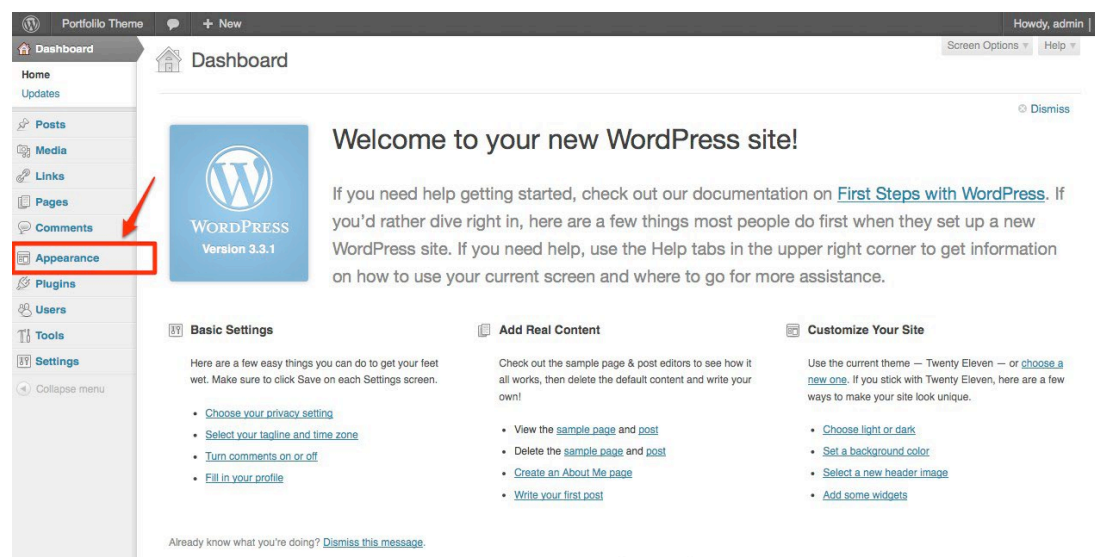 Portfolilo Theme + New Howdy, admin
Dashboard
Home
Updates
Posts
Media
Links
Pages
Comments
Appearance
Plugins
Users
Tools
Settings
Collapse menu
Screen Options Help
Dashboard
Dismiss
WORDPRESS
Version 3.3.1
Welcome to your new WordPress site!
If you need help getting started, check out our documentation on First Steps with WordPress. If
you'd rather dive right in, here are a few things most people do first when they set up a new
WordPress site. If you need help, use the Help tabs in the upper right corner to get information
on how to use your current screen and where to go for more assistance.
Basic Settings
Here are a few easy things you can do to get your feet
wet. Make sure to click Save on each Settings screen.
• Choose your privacy setting
• Select your tagline and time zone
• Turn comments on or off
• Fill in your profile
Add Real Content
Check out the sample page & post editors to see how it
all works, then delete the default content and write your
own!
• View the sample page and post
• Delete the sample page and post
• Create an About Me page
• Write your first post
Customize Your Site
Use the current theme — Twenty Eleven — or choose a
new one. If you stick with Twenty Eleven, here are a few
ways to make your site look unique.
• Choose light or dark
• Set a background color
• Select a new header image
• Add some widgets
Already know what you're doing? Dismiss this message.